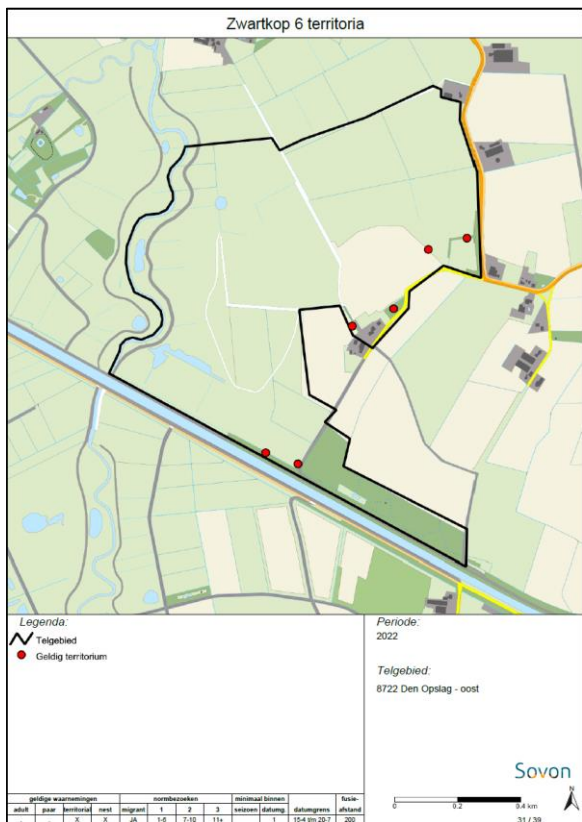 Zwartkop 6 territoria
Legenda:
Telgebied
Geldig territorium
Periode:
2022
Telgebied:
8722 Den Opslag - oost
Sovon
0 0.2 0.4 km
N
31 / 39
geldige waarnemingen normbezoeken minimaal binnen fusie-
adult paar territoriaal nest migrant 1 2 3 seizoen datumg. datumgrens afstand
. . X X JA 1-6 7-10 11+ 1 15-4 t/m 20-7 200